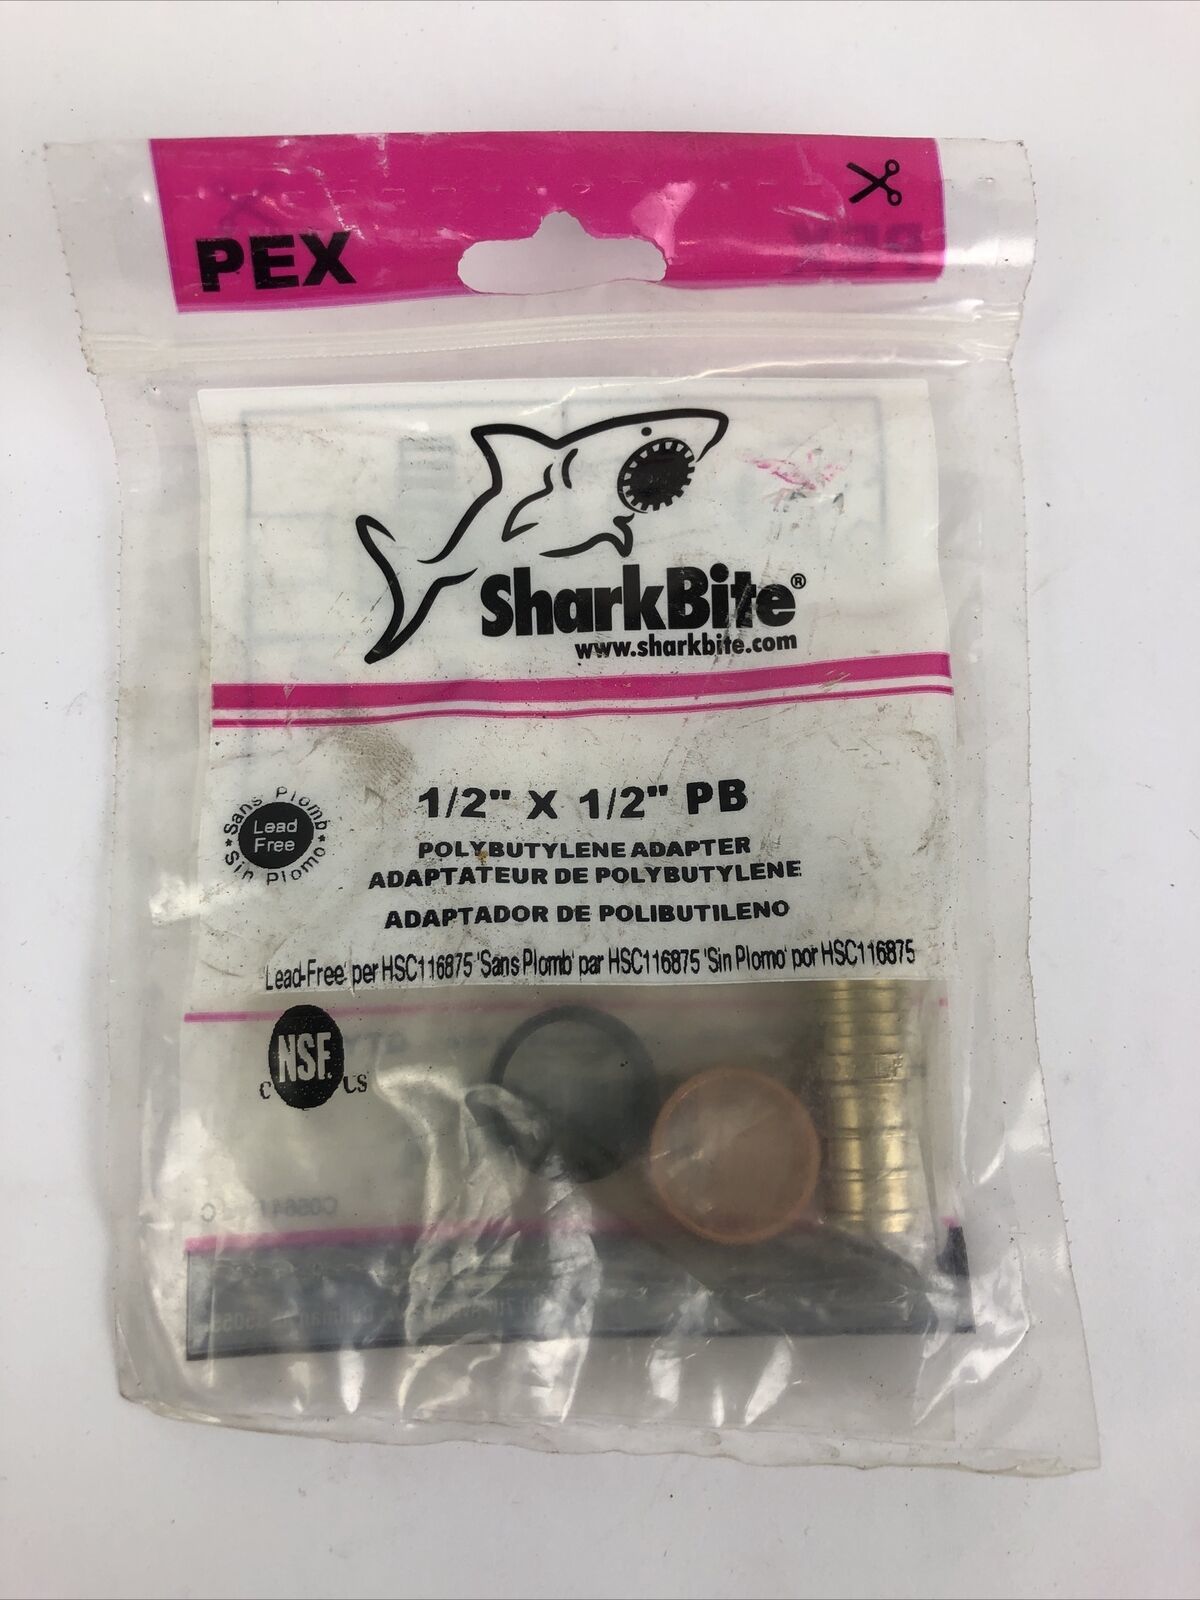 PEX
SharkBite®
www.sharkbite.com
1/2" X 1/2" PB
Sans Plomb
Lead
Free
Sin Plomo
POLYBUTYLENE ADAPTER
ADAPTATEUR DE POLYBUTYLENE
ADAPTADOR DE POLIBUTILENO
'Lead-Free' per HSC116875 'Sans Plomb' par HSC116875 'Sin Plomo' por HSC116875
NSF.
C US